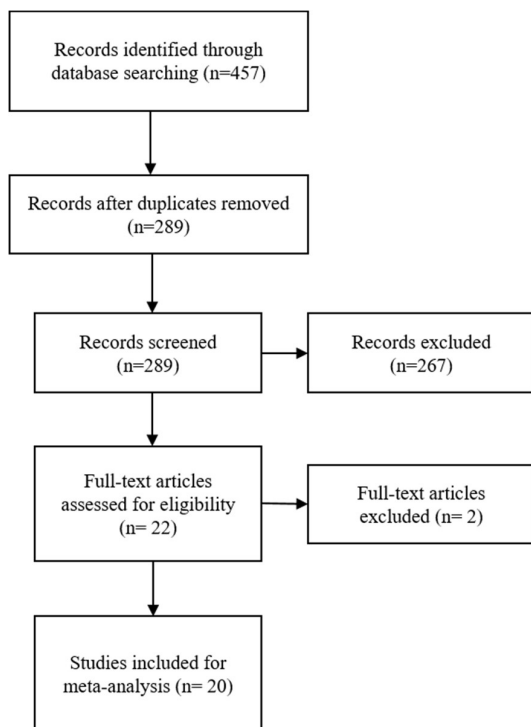 Records identified through
database searching (n=457)
Records after duplicates removed
(n=289)
Records screened
(n=289)
Records excluded
(n=267)
Full-text articles
assessed for eligibility
(n= 22)
Full-text articles
excluded (n= 2)
Studies included for
meta-analysis (n= 20)